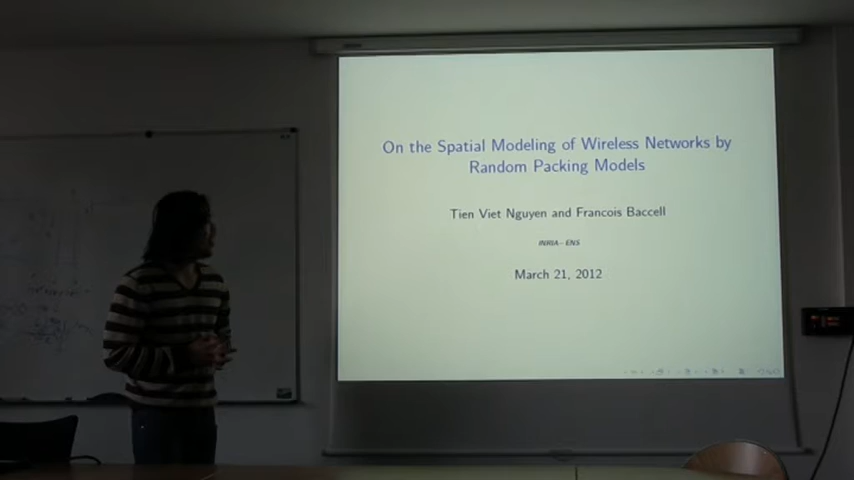 On the Spatial Modeling of Wireless Networks by
Random Packing Models
Tien Viet Nguyen and Francois Baccell
INRIA– ENS
March 21, 2012